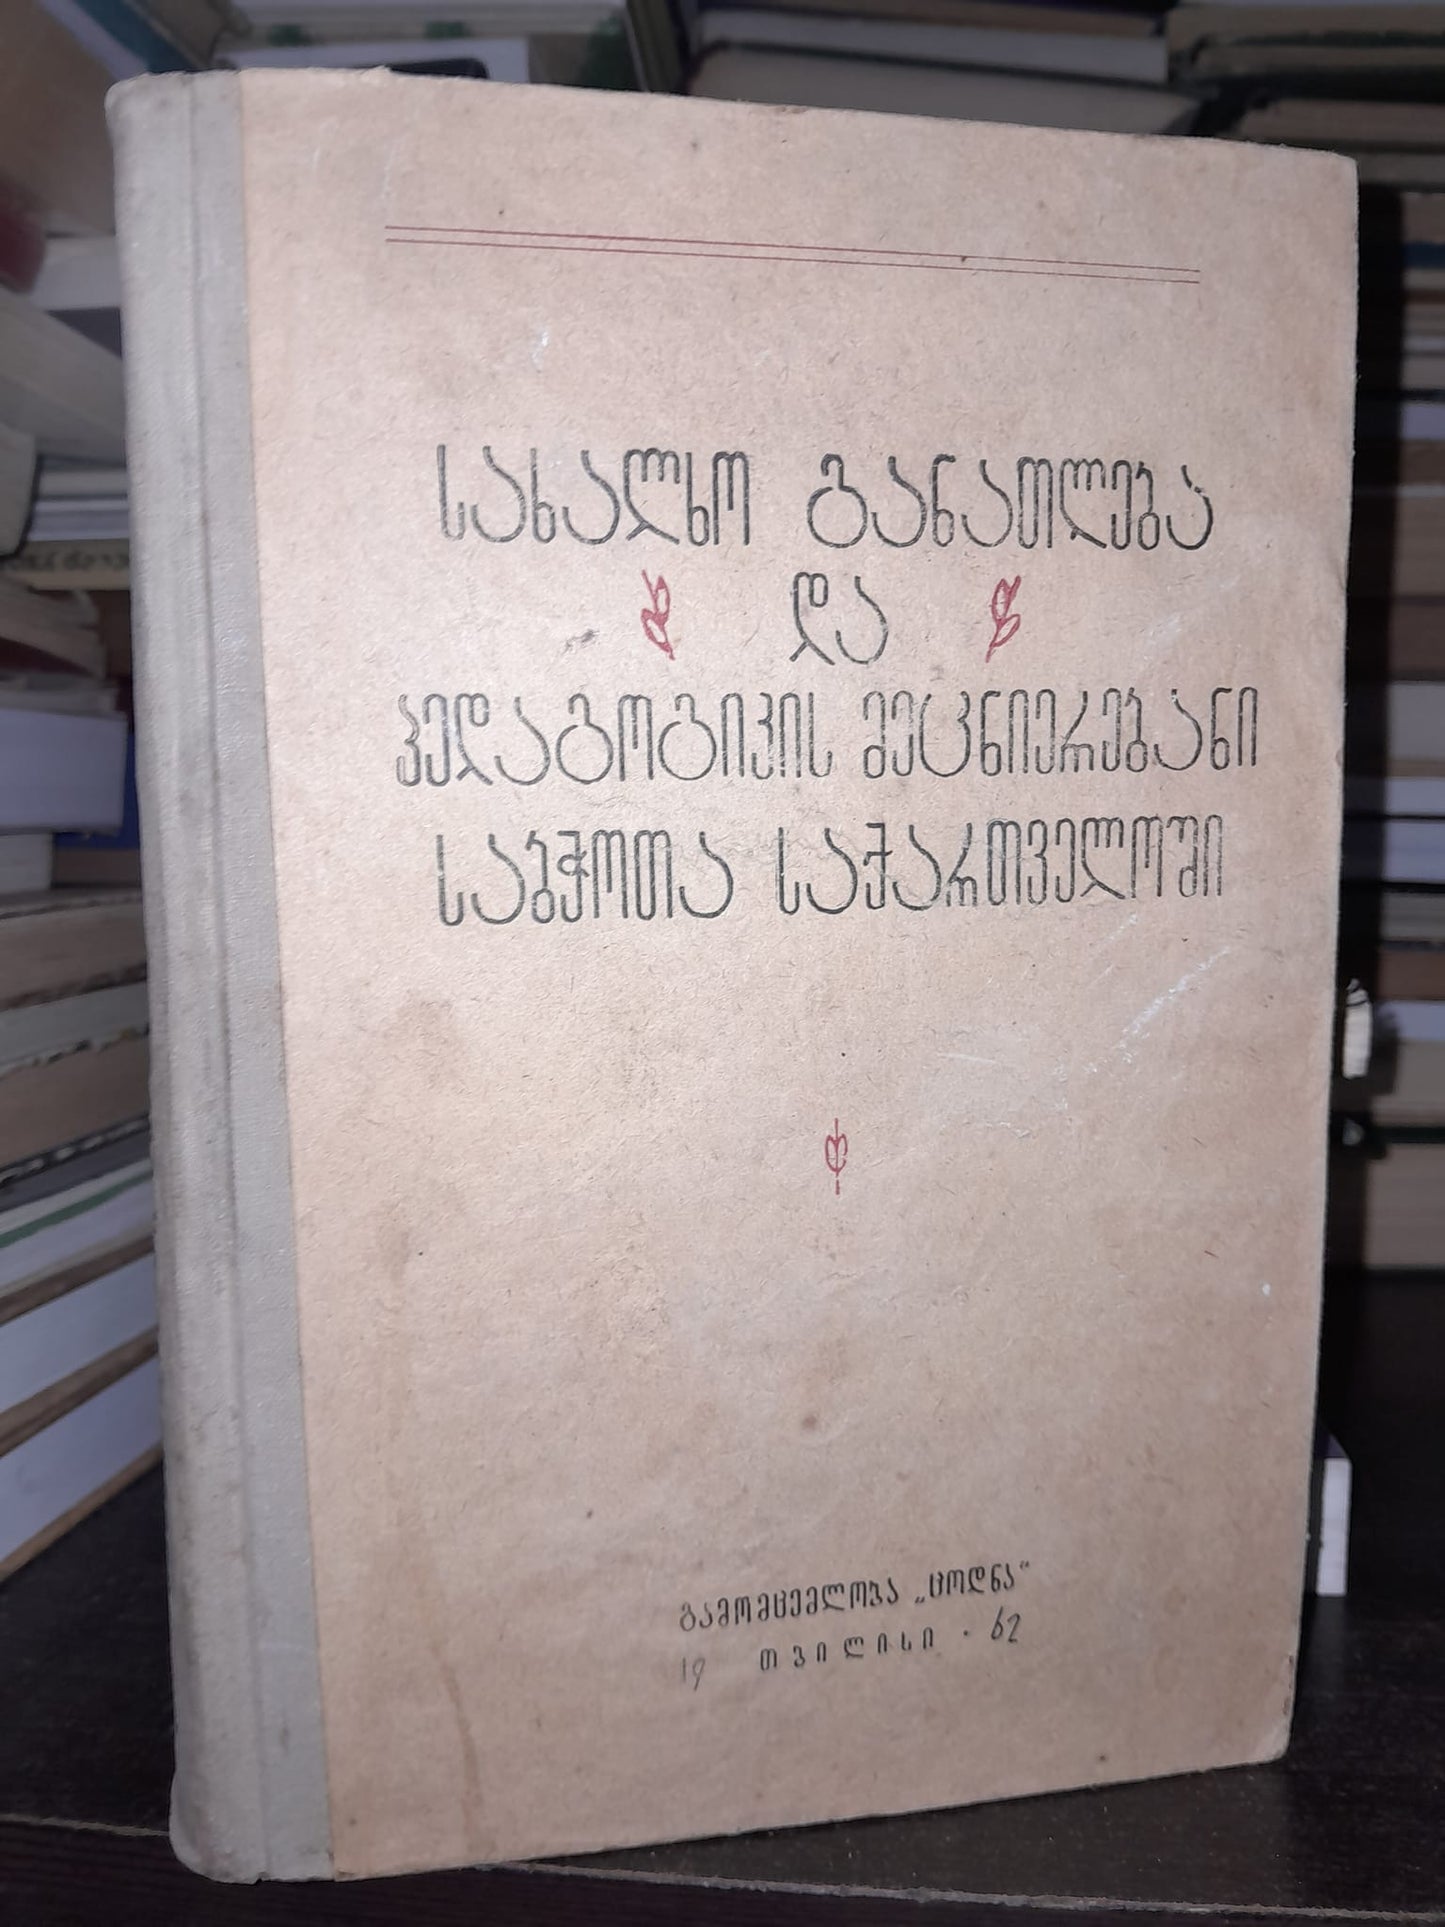 სახალხო განათლება
და
პედაგოგიკის მეცნიერებანი
საბჭოთა საქართველოში
გამომცემლობა „ცოდნა“
19 თბილისი · 62